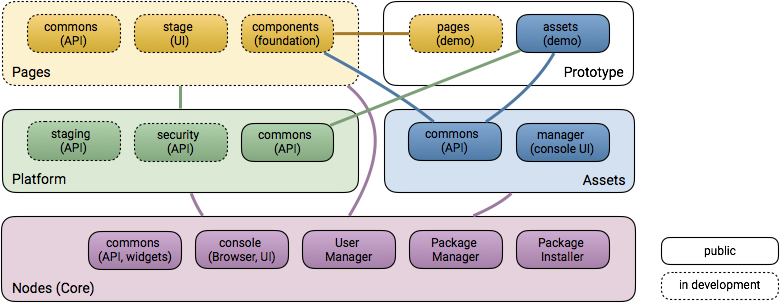 commons
(API)
stage
(UI)
components
(foundation)
pages
(demo)
assets
(demo)
Pages
Prototype
staging
(API)
security
(API)
commons
(API)
commons
(API)
manager
(console UI)
Platform
Assets
commons
(API, widgets)
console
(Browser, UI)
User
Manager
Package
Manager
Package
Installer
Nodes (Core)
public
in development